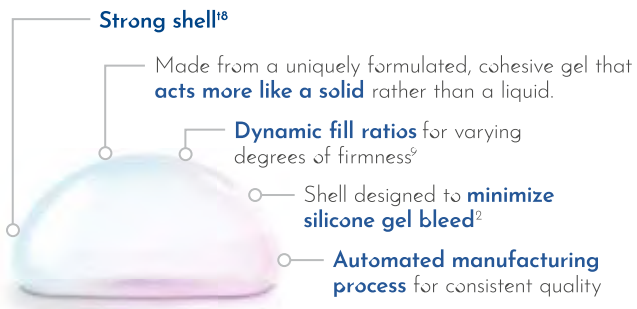 Strong shell†8
Made from a uniquely formulated, cohesive gel that
acts more like a solid rather than a liquid.
Dynamic fill ratios for varying
degrees of firmness9
Shell designed to minimize
silicone gel bleed2
Automated manufacturing
process for consistent quality